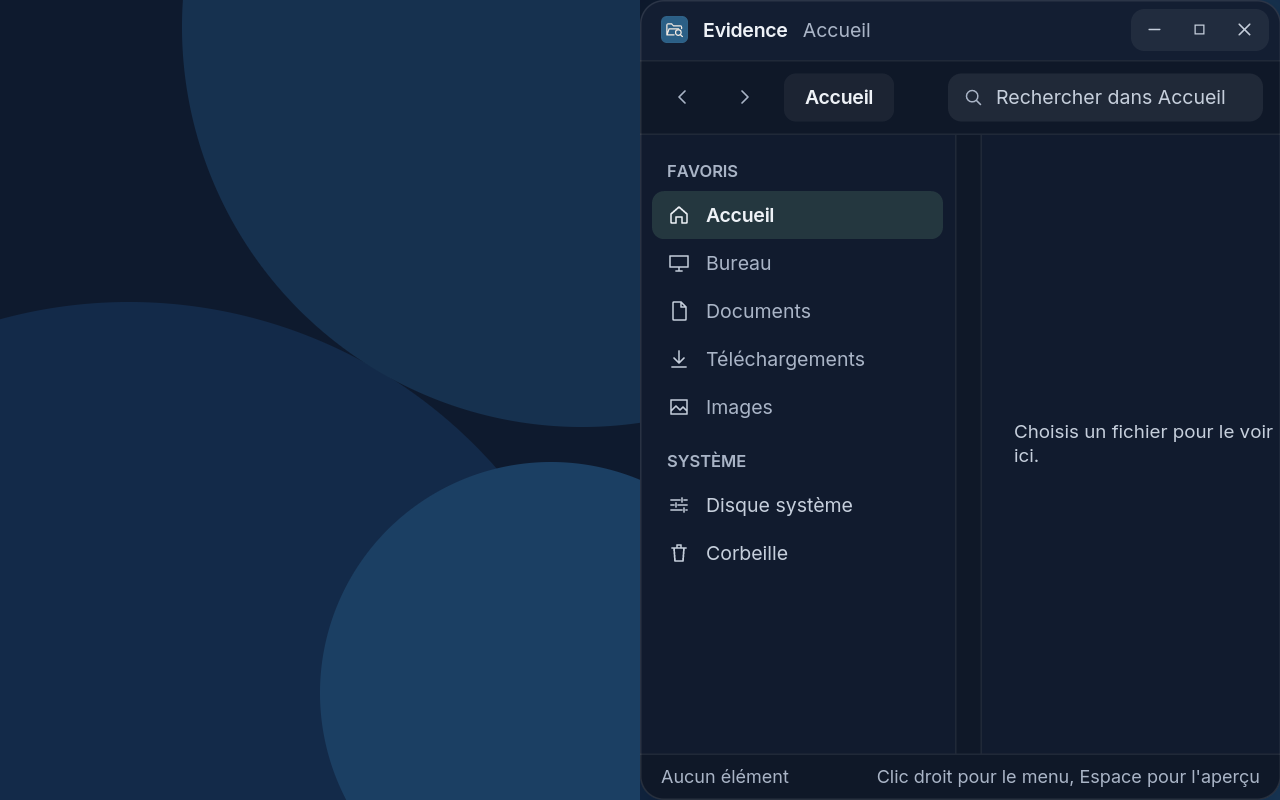 Evidence Accueil
Accueil
Rechercher dans Accueil
FAVORIS
Accueil
Bureau
Documents
Téléchargements
Images
SYSTÈME
Disque système
Corbeille
Choisis un fichier pour le voir
ici.
Aucun élément
Clic droit pour le menu, Espace pour l'aperçu